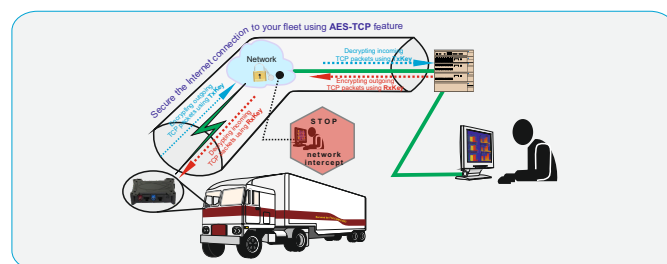 Secure the Internet connection to your fleet using AES-TCP feature
Network
Decrypting incoming
TCP packets using TxKey
Encrypting outgoing
TCP packets using RxKey
Encrypting outgoing
TCP packets using TxKey
Decrypting incoming
TCP packets using RxKey
STOP
network
intercept